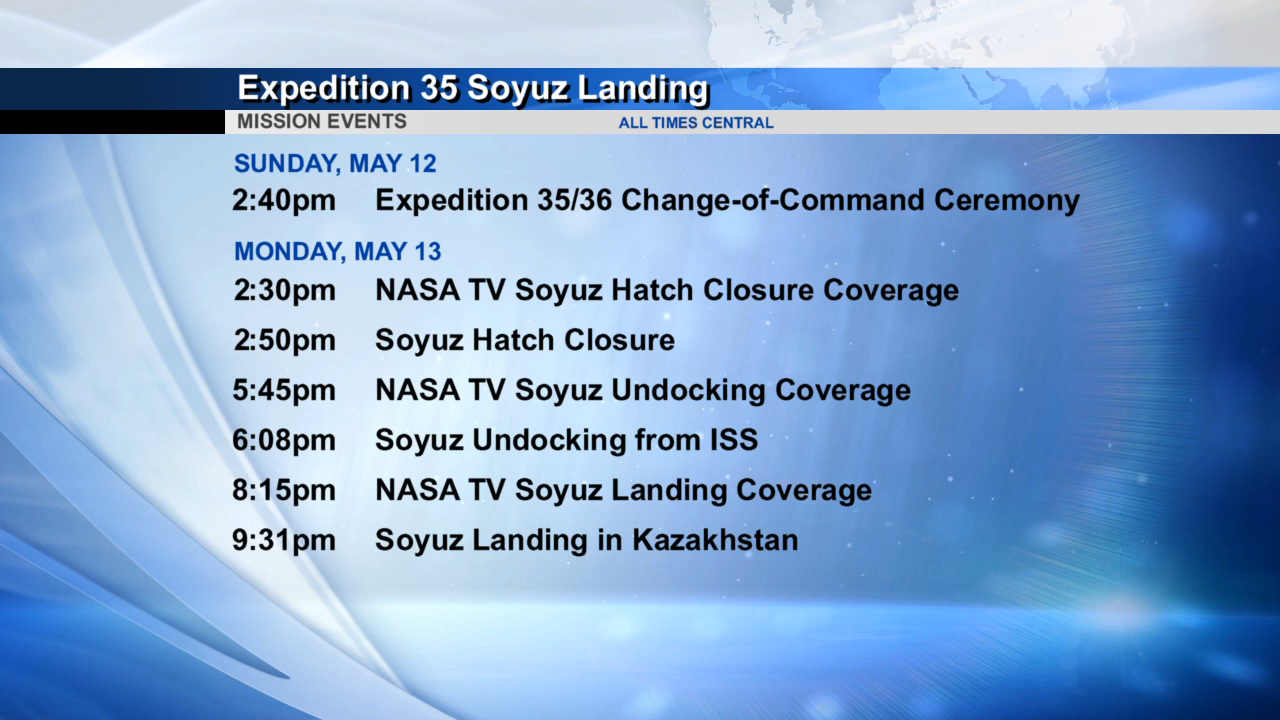 Expedition 35 Soyuz Landing
MISSION EVENTS ALL TIMES CENTRAL
SUNDAY, MAY 12
2:40pm Expedition 35/36 Change-of-Command Ceremony
MONDAY, MAY 13
2:30pm NASA TV Soyuz Hatch Closure Coverage
2:50pm Soyuz Hatch Closure
5:45pm NASA TV Soyuz Undocking Coverage
6:08pm Soyuz Undocking from ISS
8:15pm NASA TV Soyuz Landing Coverage
9:31pm Soyuz Landing in Kazakhstan